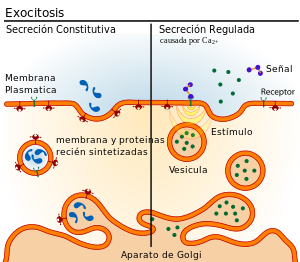 Exocitosis
Secreción Constitutiva
Secreción Regulada
causada por Ca2+
Señal
Membrana
Plasmatica
Receptor
Estímulo
membrana y proteinas
recién sintetizadas
Vesicula
Aparato de Golgi